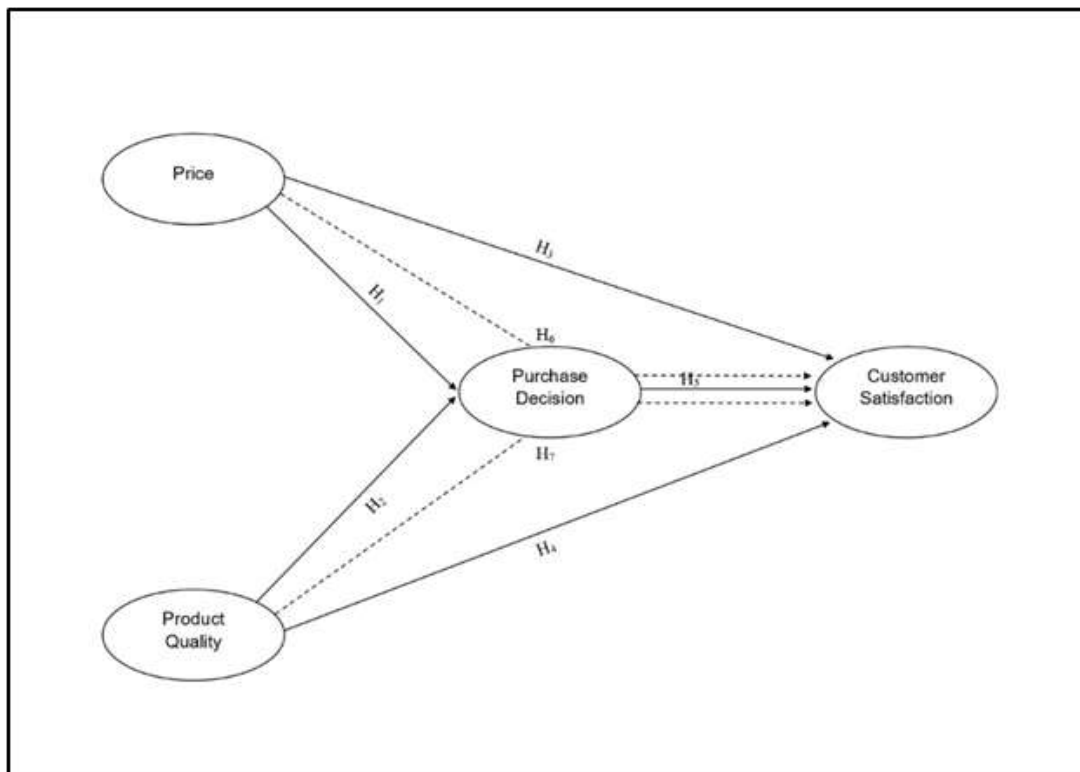 Price
H₃
H₁
H₆
Purchase
Decision
H₅
Customer
Satisfaction
H₇
H₂
H₄
Product
Quality